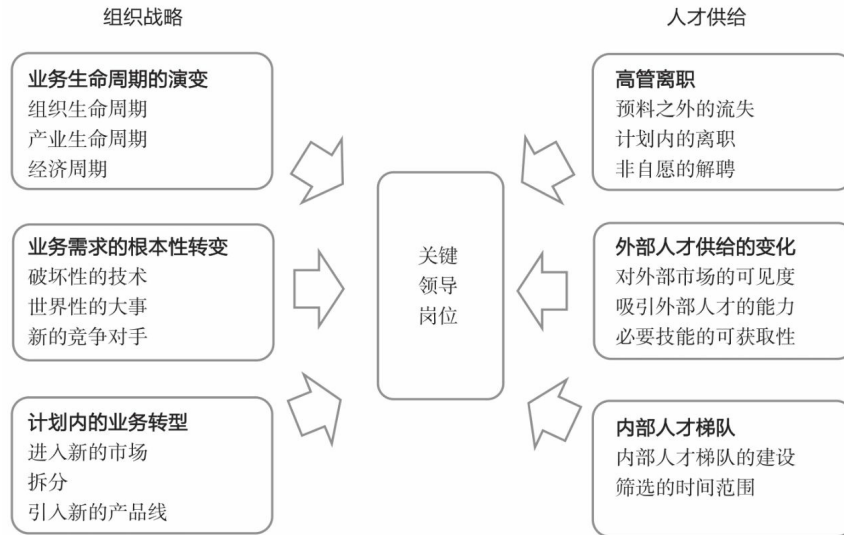 组织战略
人才供给
业务生命周期的演变
组织生命周期
产业生命周期
经济周期
业务需求的根本性转变
破坏性的技术
世界性的大事
新的竞争对手
计划内的业务转型
进入新的市场
拆分
引入新的产品线
关键
领导
岗位
高管离职
预料之外的流失
计划内的离职
非自愿的解聘
外部人才供给的变化
对外部市场的可见度
吸引外部人才的能力
必要技能的可获取性
内部人才梯队
内部人才梯队的建设
筛选的时间范围